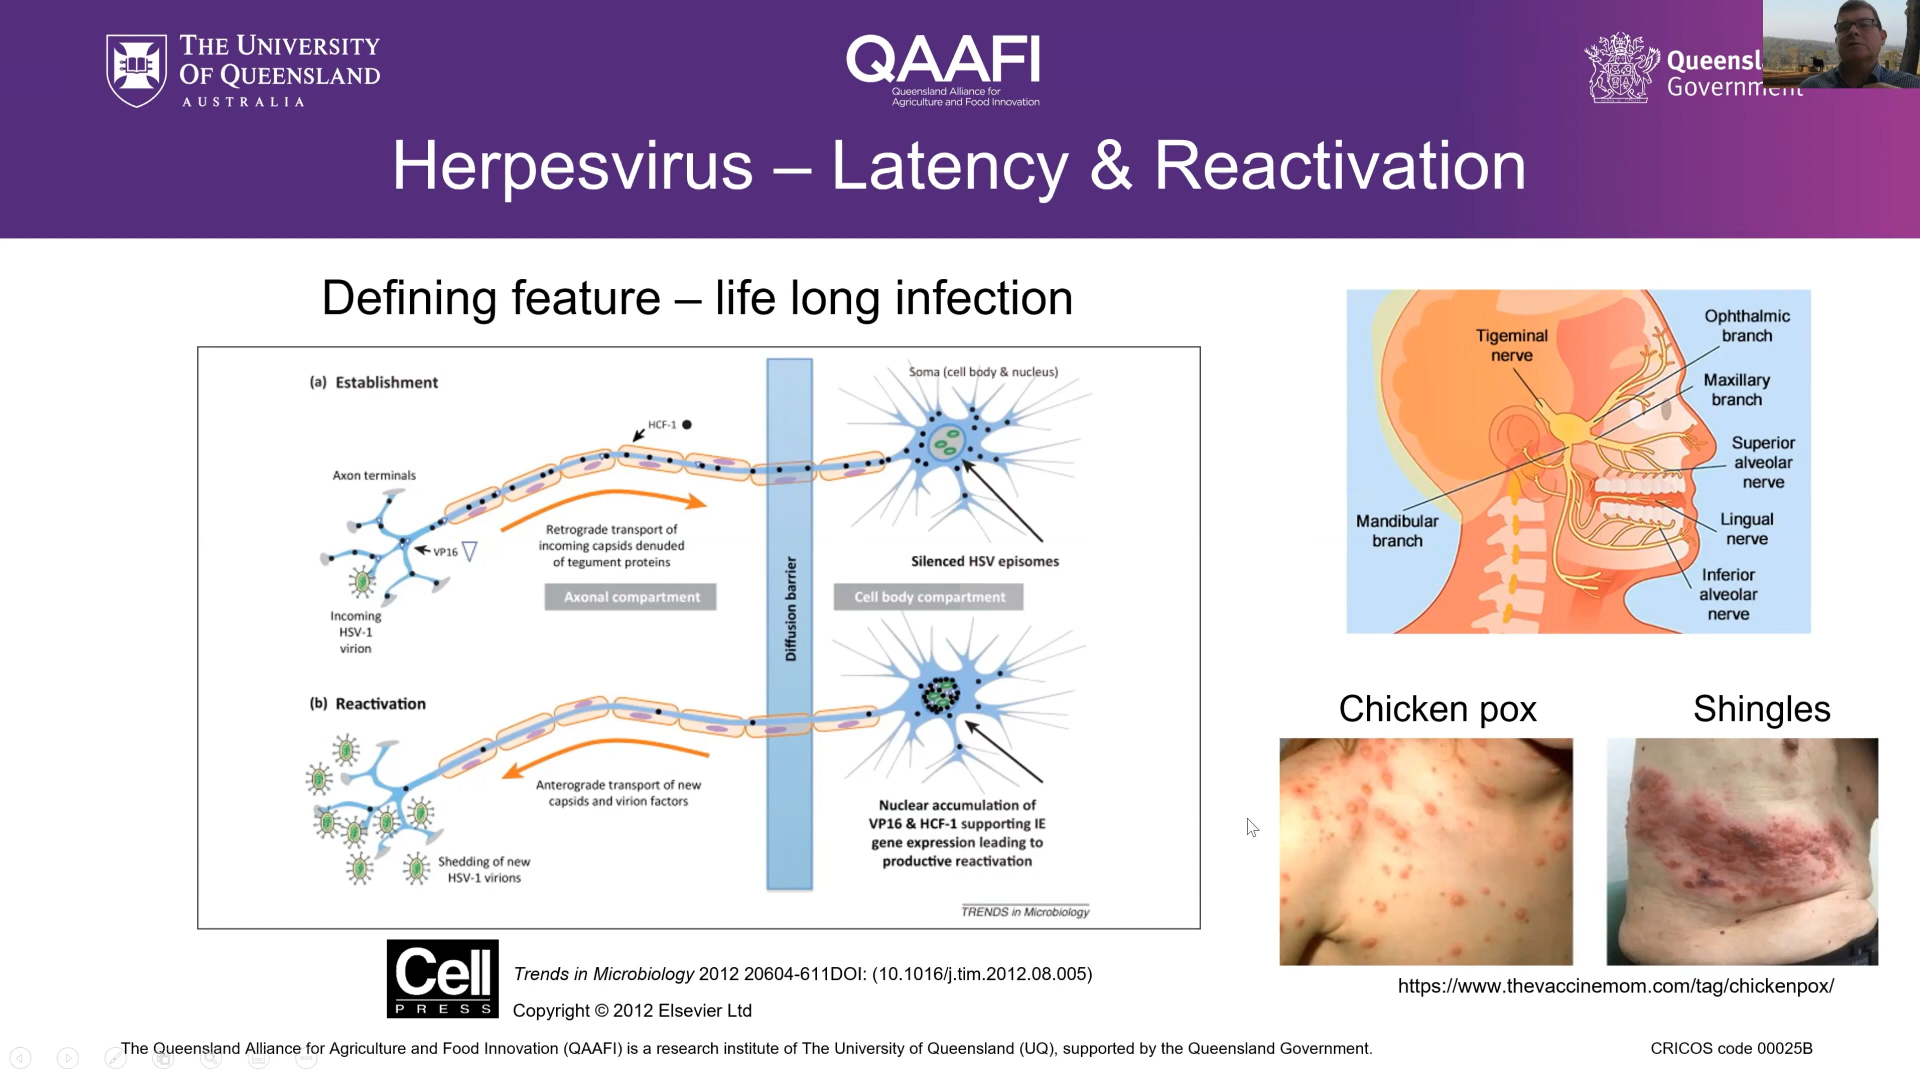 THE UNIVERSITY
OF QUEENSLAND
AUSTRALIA
QAAFI
Queensland Alliance for
Agriculture and Food Innovation
Queensl
Government
Herpesvirus – Latency & Reactivation
Defining feature – life long infection
(a) Establishment
Soma (cell body & nucleus)
HCF-1
Axon terminals
VP16
Retrograde transport of
incoming capsids denuded
of tegument proteins
Silenced HSV episomes
Axonal compartment
Cell body compartment
Diffusion barrier
Incoming
HSV-1
virion
(b) Reactivation
Anterograde transport of new
capsids and virion factors
Nuclear accumulation of
VP16 & HCF-1 supporting IE
gene expression leading to
productive reactivation
Shedding of new
HSV-1 virions
TRENDS in Microbiology
Cell
PRESS
Trends in Microbiology 2012 20604-611DOI: (10.1016/j.tim.2012.08.005)
Copyright © 2012 Elsevier Ltd
Tigeminal
nerve
Ophthalmic
branch
Maxillary
branch
Superior
alveolar
nerve
Mandibular
branch
Lingual
nerve
Inferior
alveolar
nerve
Chicken pox
Shingles
https://www.thevaccinemom.com/tag/chickenpox/
The Queensland Alliance for Agriculture and Food Innovation (QAAFI) is a research institute of The University of Queensland (UQ), supported by the Queensland Government.
CRICOS code 00025B